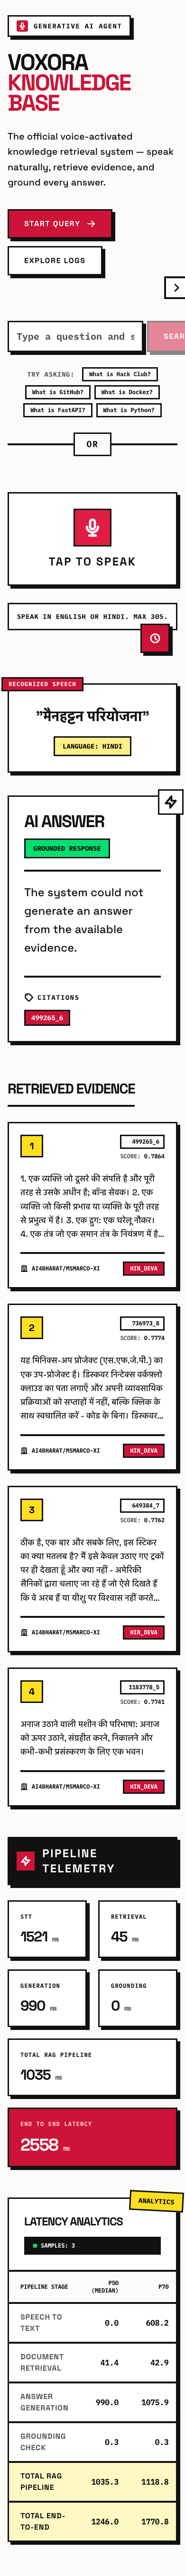 GENERATIVE AI AGENT
VOXORA
KNOWLEDGE
BASE
The official voice-activated
knowledge retrieval system — speak
naturally, retrieve evidence, and
ground every answer.
START QUERY →
EXPLORE LOGS
Type a question and s
SEAR
TRY ASKING:
What is Hack Club?
What is GitHub?
What is Docker?
What is FastAPI?
What is Python?
OR
TAP TO SPEAK
SPEAK IN ENGLISH OR HINDI. MAX 30S.
RECOGNIZED SPEECH
"मैनहट्टन परियोजना"
LANGUAGE: HINDI
AI ANSWER
GROUNDED RESPONSE
The system could not
generate an answer
from the available
evidence.
CITATIONS
499265_6
RETRIEVED EVIDENCE
1
499265_6
SCORE: 0.7864
1. एक व्यक्ति जो दूसरे की संपत्ति है और पूरी
तरह से उसके अधीन है; बॉन्ड सेवक। 2. एक
व्यक्ति जो किसी प्रभाव या व्यक्ति के पूरी तरह
से प्रभुत्व में है। 3. एक ड्रुग: एक घरेलू नौकर।
4. एक तंत्र जो एक समान तंत्र के नियंत्रण में है...
AI4BHARAT/MSMARCO-XI
HIN_DEVA
2
736973_8
SCORE: 0.7774
यह मिनिक्स-अप प्रोजेक्ट (एस.एफ.जे.पी.) का
एक उप-प्रोजेक्ट है। डिस्कवर निन्टेक्स वर्कफ़्लो
क्लाउड का पता लगाएँ और अपनी व्यावसायिक
प्रक्रियाओं को सप्ताहों में नहीं, बल्कि क्लिक के
साथ स्वचालित करें - कोड के बिना। डिस्कवर...
AI4BHARAT/MSMARCO-XI
HIN_DEVA
3
649384_7
SCORE: 0.7762
ठीक है, एक बार और सबके लिए, इस स्टिकर
का क्या मतलब है? मैं इसे केवल उठाए गए ट्रकों
पर ही देखता हूँ और क्या नहीं - अमेरिकी
सैनिकों द्वारा चलाए जा रहे हैं जो ऐसे दिखते हैं
कि वे अरब हैं या यीशु पर विश्वास नहीं करते...
AI4BHARAT/MSMARCO-XI
HIN_DEVA
4
1183778_5
SCORE: 0.7741
अनाज उठाने वाली मशीन की परिभाषा: अनाज
को ऊपर उठाने, संग्रहीत करने, निकालने और
कभी-कभी प्रसंस्करण के लिए एक भवन।
AI4BHARAT/MSMARCO-XI
HIN_DEVA
PIPELINE
TELEMETRY
STT
1521 ms
RETRIEVAL
45 ms
GENERATION
990 ms
GROUNDING
0 ms
TOTAL RAG PIPELINE
1035 ms
END TO END LATENCY
2558 ms
ANALYTICS
LATENCY ANALYTICS
SAMPLES: 3
PIPELINE STAGE P50 (MEDIAN) P70
SPEECH TO TEXT 0.0 608.2
DOCUMENT RETRIEVAL 41.4 42.9
ANSWER GENERATION 990.0 1075.9
GROUNDING CHECK 0.3 0.3
TOTAL RAG PIPELINE 1035.3 1118.8
TOTAL END-TO-END 1246.0 1770.8